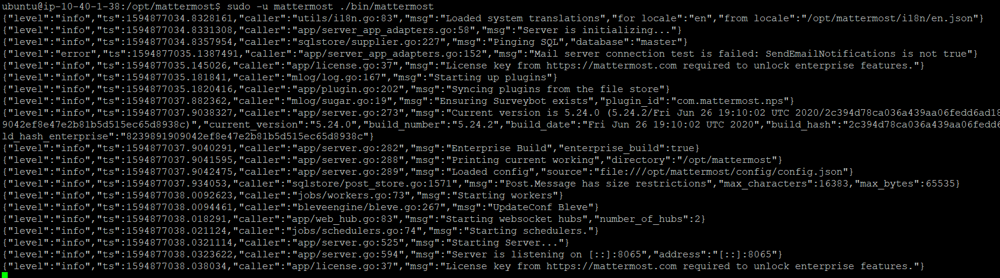 ubuntu@ip-10-40-1-38:/opt/mattermost$ sudo -u mattermost ./bin/mattermost
{"level":"info","ts":1594877034.8328161,"caller":"utils/i18n.go:83","msg":"Loaded system translations","for locale":"en","from locale":"/opt/mattermost/i18n/en.json"}
{"level":"info","ts":1594877034.8331308,"caller":"app/server_app_adapters.go:58","msg":"Server is initializing..."}
{"level":"info","ts":1594877034.8357954,"caller":"sqlstore/supplier.go:227","msg":"Pinging SQL","database":"master"}
{"level":"error","ts":1594877035.1387491,"caller":"app/server_app_adapters.go:152","msg":"Mail server connection test is failed: SendEmailNotifications is not true"}
{"level":"info","ts":1594877035.145026,"caller":"app/license.go:37","msg":"License key from https://mattermost.com required to unlock enterprise features."}
{"level":"info","ts":1594877035.181841,"caller":"mlog/log.go:167","msg":"Starting up plugins"}
{"level":"info","ts":1594877035.1820416,"caller":"app/plugin.go:202","msg":"Syncing plugins from the file store"}
{"level":"info","ts":1594877037.882362,"caller":"mlog/sugar.go:19","msg":"Ensuring Surveybot exists","plugin_id":"com.mattermost.nps"}
{"level":"info","ts":1594877037.9038327,"caller":"app/server.go:273","msg":"Current version is 5.24.0 (5.24.2/Fri Jun 26 19:10:02 UTC 2020/2c394d78ca036a439aa06fedd6ad18
9042ef8e47e2b81b5d515ec65d8938c)","current_version":"5.24.0","build_number":"5.24.2","build_date":"Fri Jun 26 19:10:02 UTC 2020","build_hash":"2c394d78ca036a439aa06fedd6
ld_hash_enterprise":"8239891909042ef8e47e2b81b5d515ec65d8938c"}
{"level":"info","ts":1594877037.9040291,"caller":"app/server.go:282","msg":"Enterprise Build","enterprise_build":true}
{"level":"info","ts":1594877037.9041595,"caller":"app/server.go:288","msg":"Printing current working","directory":"/opt/mattermost"}
{"level":"info","ts":1594877037.9042475,"caller":"app/server.go:289","msg":"Loaded config","source":"file:///opt/mattermost/config/config.json"}
{"level":"info","ts":1594877037.934053,"caller":"sqlstore/post_store.go:1571","msg":"Post.Message has size restrictions","max_characters":16383,"max_bytes":65535}
{"level":"info","ts":1594877038.0092623,"caller":"jobs/workers.go:73","msg":"Starting workers"}
{"level":"info","ts":1594877038.0094461,"caller":"bleveengine/bleve.go:267","msg":"UpdateConf Bleve"}
{"level":"info","ts":1594877038.018291,"caller":"app/web_hub.go:83","msg":"Starting websocket hubs","number_of_hubs":2}
{"level":"info","ts":1594877038.021124,"caller":"jobs/schedulers.go:74","msg":"Starting schedulers."}
{"level":"info","ts":1594877038.0321114,"caller":"app/server.go:525","msg":"Starting Server..."}
{"level":"info","ts":1594877038.0323622,"caller":"app/server.go:594","msg":"Server is listening on [::]:8065","address":"[::]:8065"}
{"level":"info","ts":1594877038.038034,"caller":"app/license.go:37","msg":"License key from https://mattermost.com required to unlock enterprise features."}